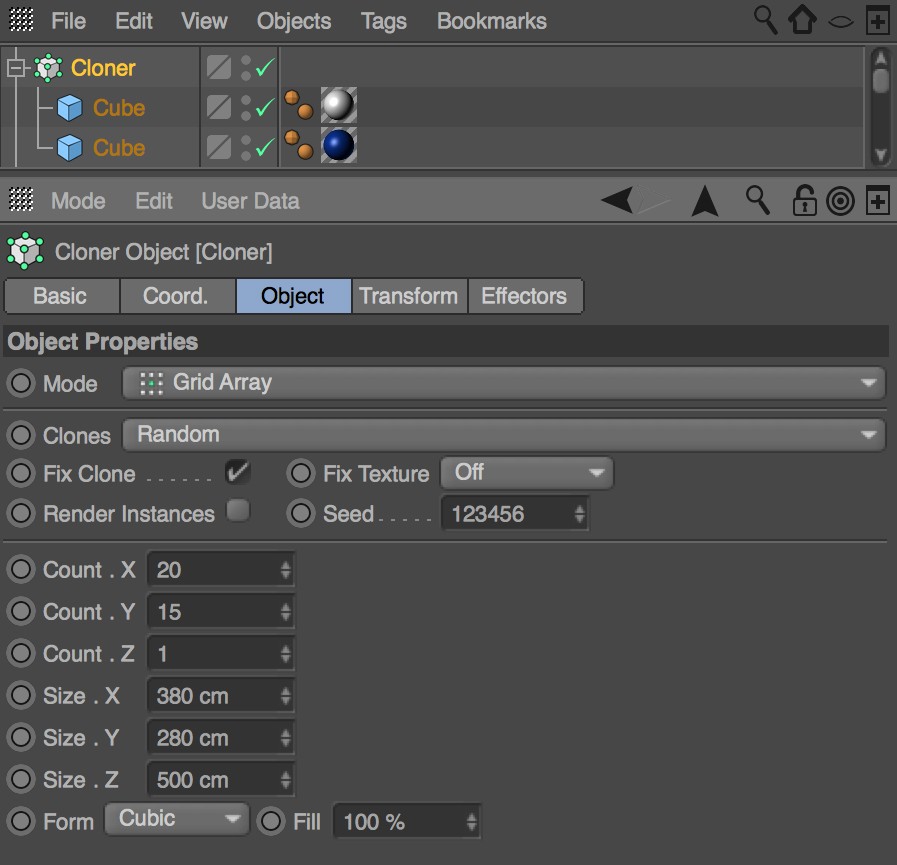 File Edit View Objects Tags Bookmarks
Cloner
Cube
Cube
Mode Edit User Data
Cloner Object [Cloner]
Basic Coord. Object Transform Effectors
Object Properties
Mode Grid Array
Clones Random
Fix Clone . . . . . . Fix Texture Off
Render Instances Seed . . . . . 123456
Count . X 20
Count . Y 15
Count . Z 1
Size . X 380 cm
Size . Y 280 cm
Size . Z 500 cm
Form Cubic Fill 100 %